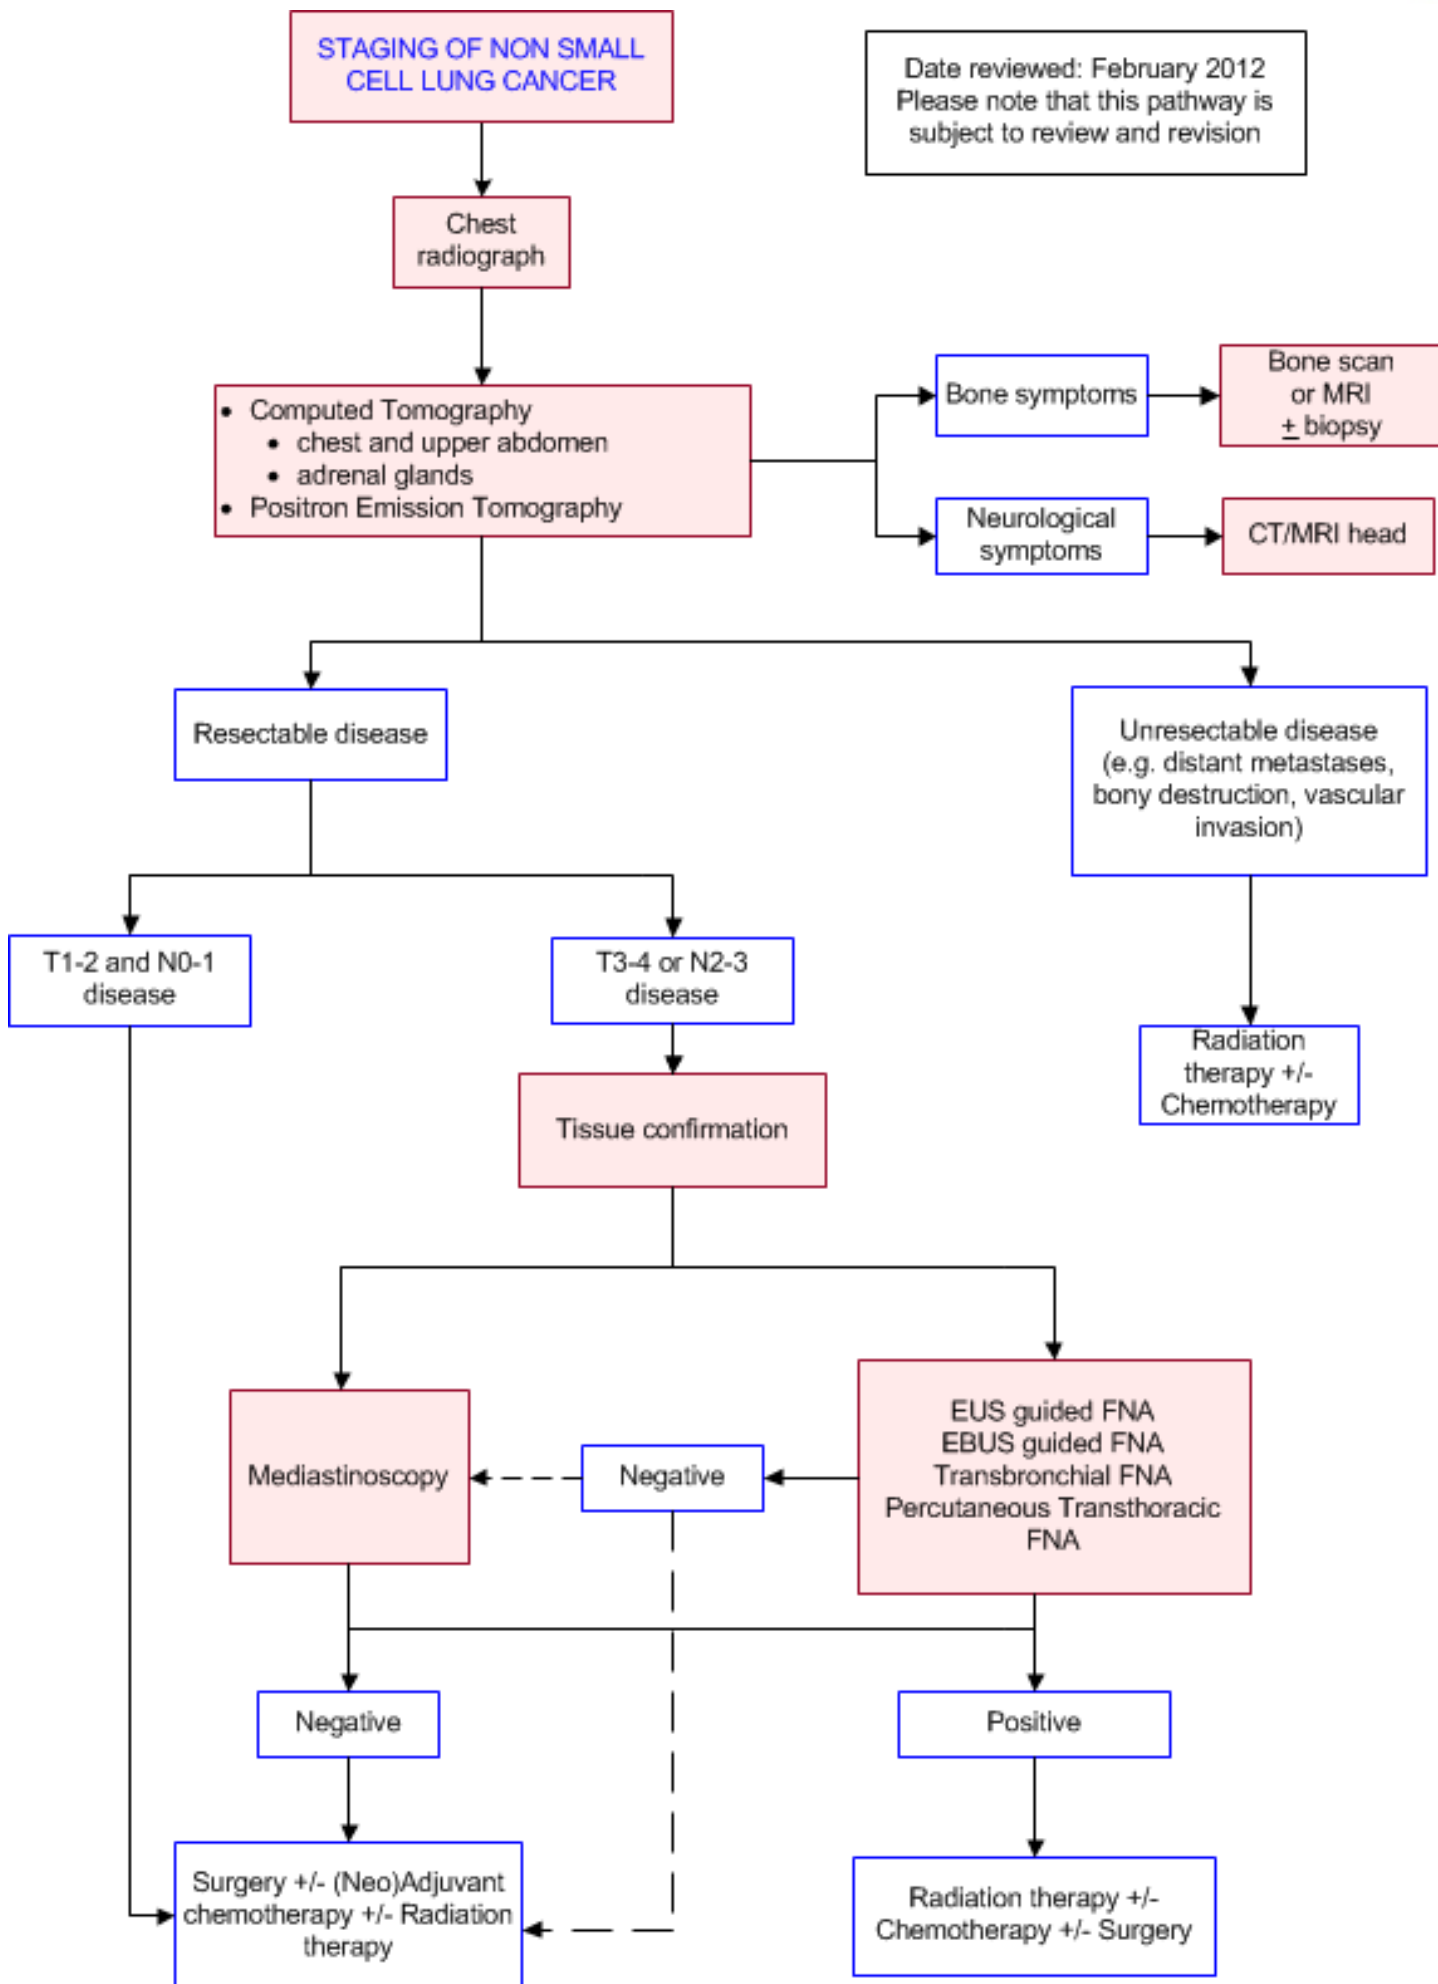 STAGING OF NON SMALL
CELL LUNG CANCER
Date reviewed: February 2012
Please note that this pathway is
subject to review and revision
Chest
radiograph
• Computed Tomography
• chest and upper abdomen
• adrenal glands
• Positron Emission Tomography
Bone symptoms
Bone scan
or MRI
± biopsy
Neurological
symptoms
CT/MRI head
Resectable disease
Unresectable disease
(e.g. distant metastases,
bony destruction, vascular
invasion)
T1-2 and N0-1
disease
T3-4 or N2-3
disease
Radiation
therapy +/-
Chemotherapy
Tissue confirmation
Mediastinoscopy
Negative
EUS guided FNA
EBUS guided FNA
Transbronchial FNA
Percutaneous Transthoracic
FNA
Negative
Positive
Surgery +/- (Neo)Adjuvant
chemotherapy +/- Radiation
therapy
Radiation therapy +/-
Chemotherapy +/- Surgery